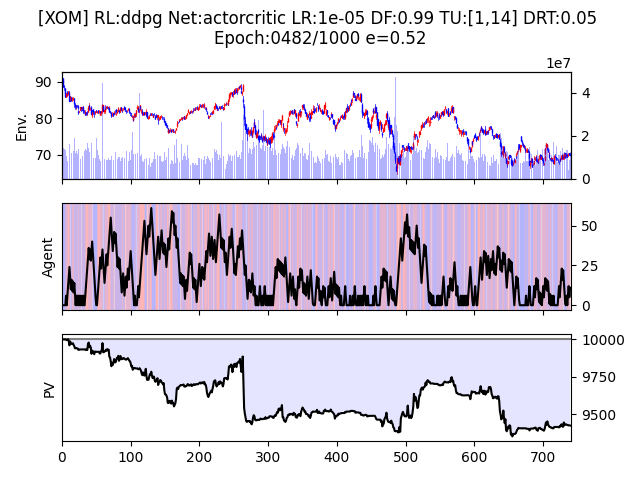 [XOM] RL:ddpg Net:actorcritic LR:1e-05 DF:0.99 TU:[1,14] DRT:0.05
Epoch:0482/1000 e=0.52
1e7
90
80
70
Env.
4
2
0
Agent
50
25
0
PV
10000
9750
9500
0 100 200 300 400 500 600 700